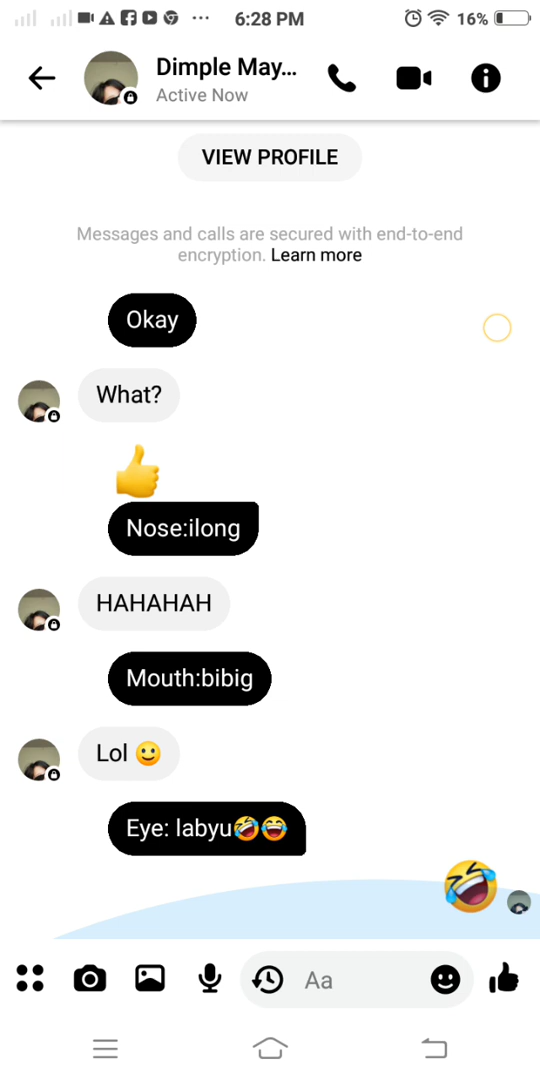 6:28 PM
16%
Dimple May...
Active Now
VIEW PROFILE
Messages and calls are secured with end-to-end
encryption. Learn more
Okay
What?
Nose:ilong
HAHAHAH
Mouth:bibig
Lol 🙂
Eye: labyu🤣😂
Aa